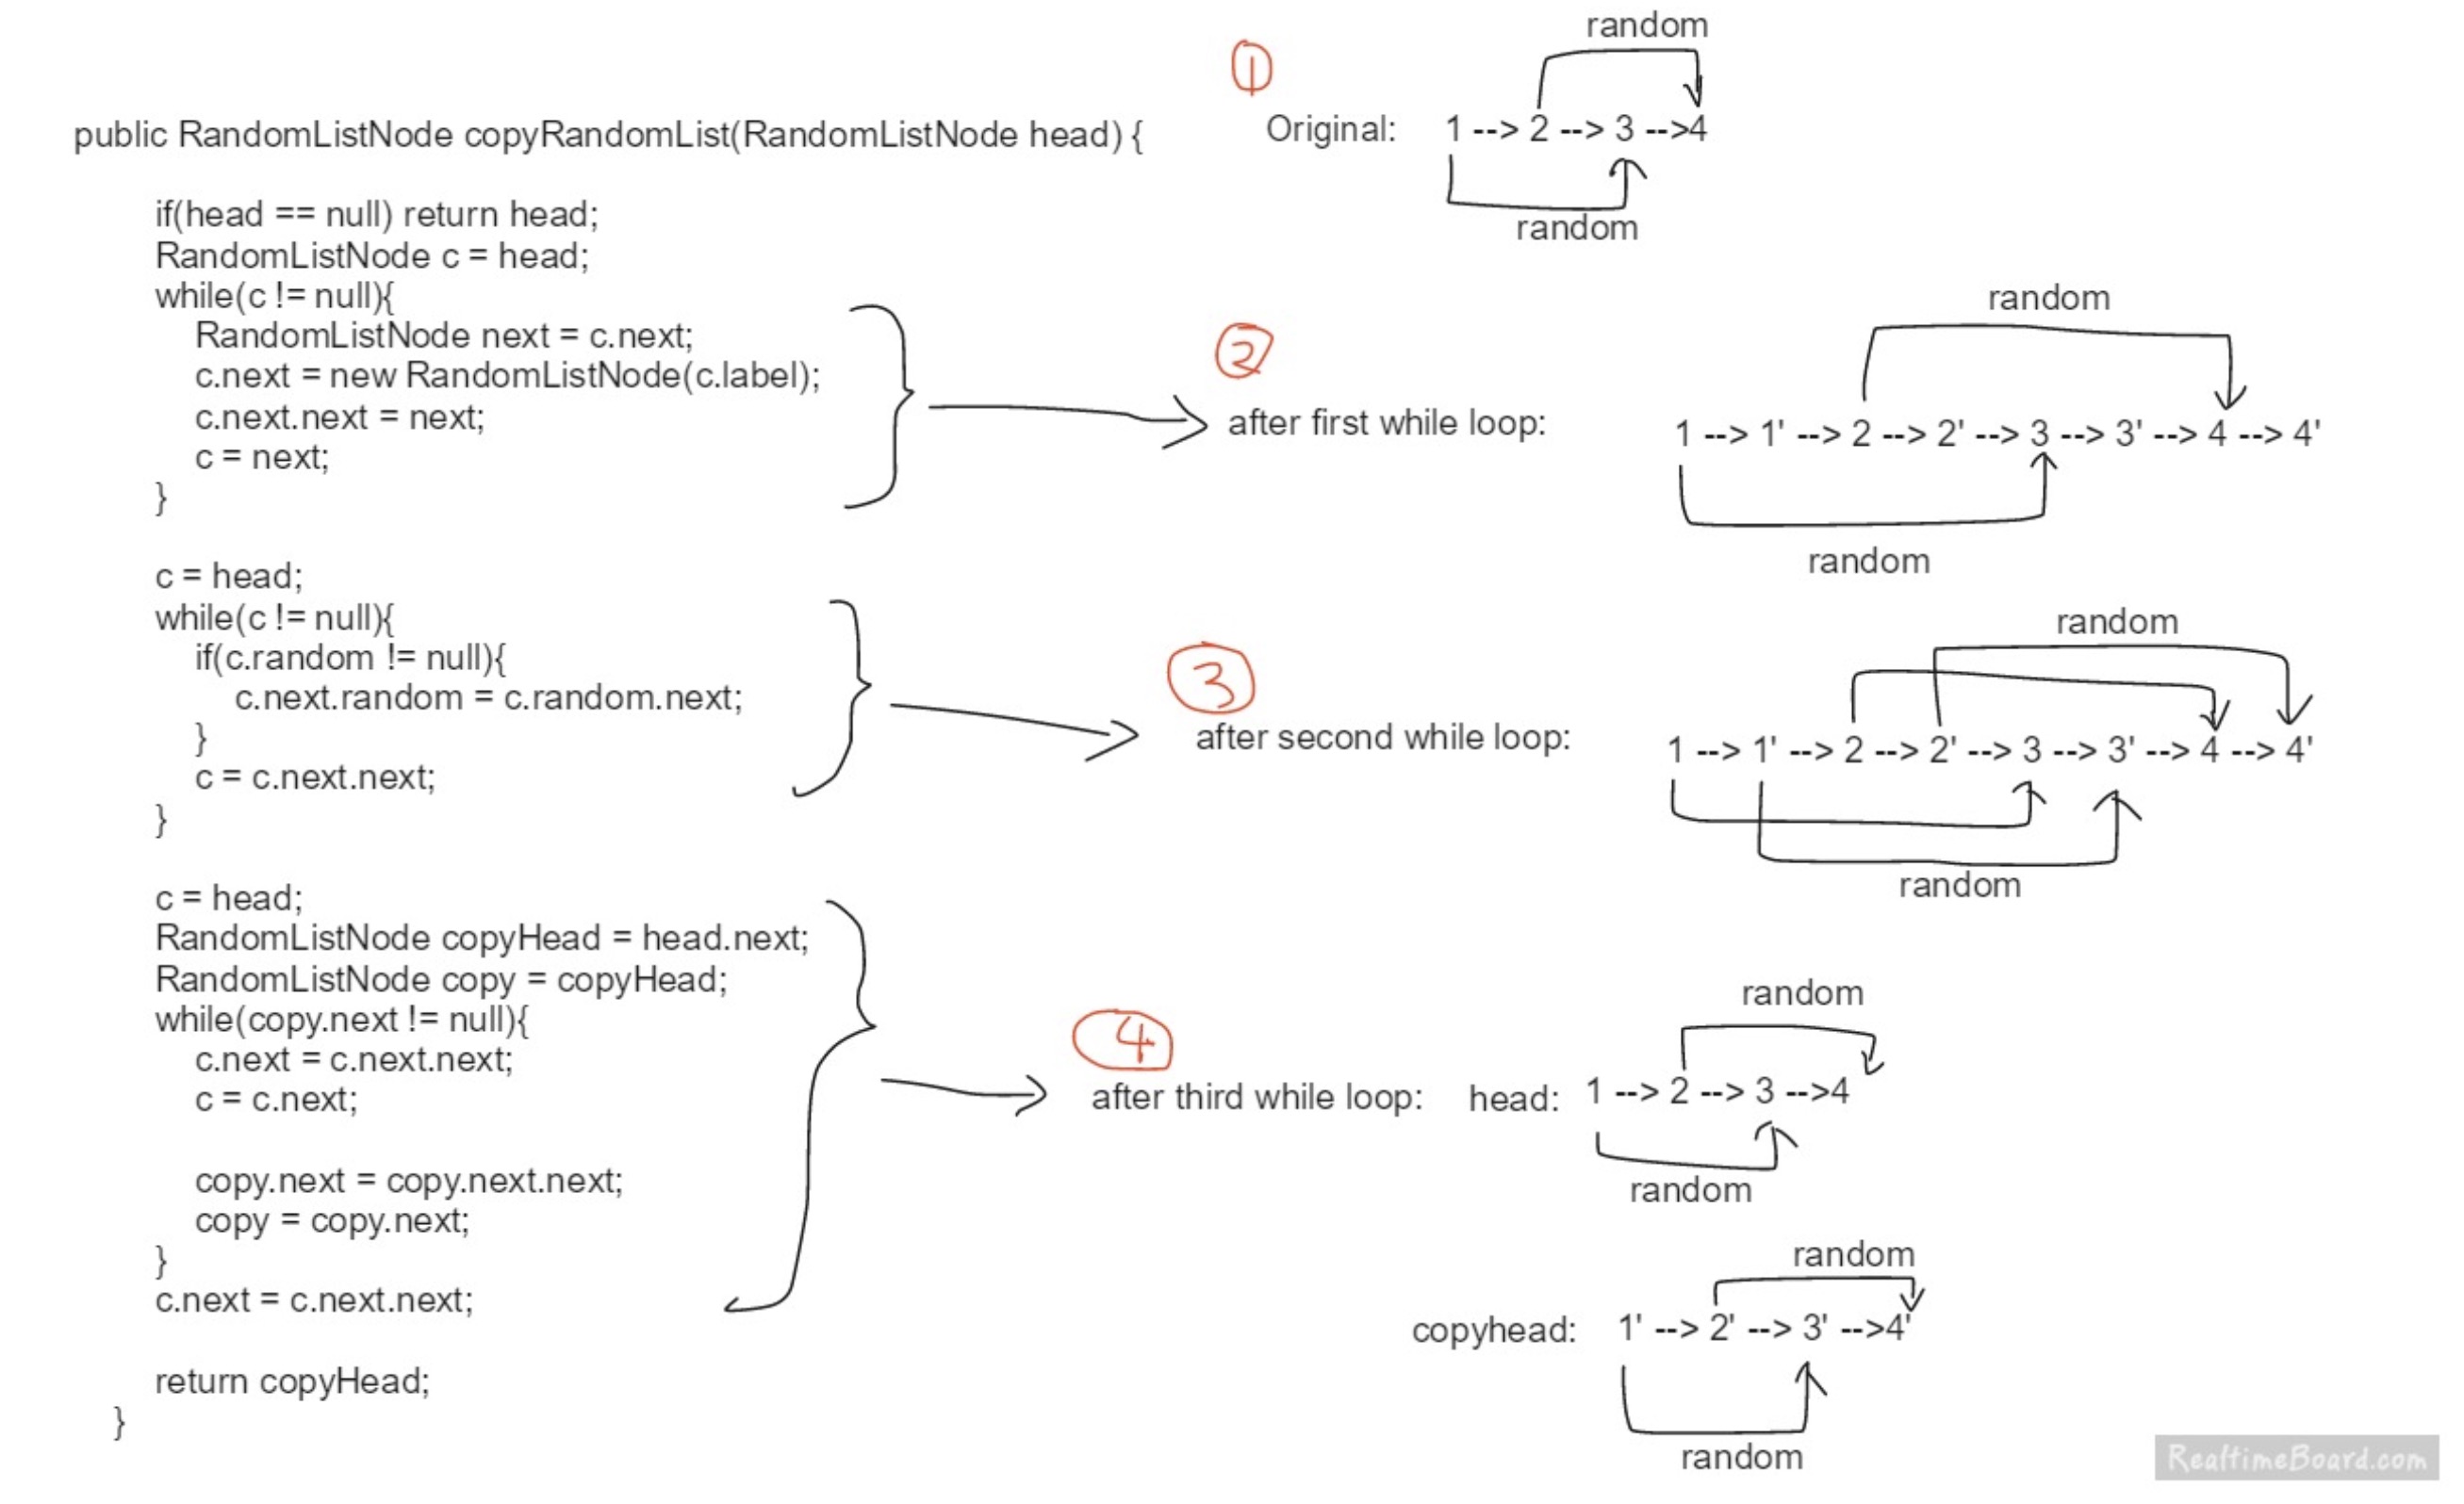 public RandomListNode copyRandomList(RandomListNode head) {
if(head == null) return head;
RandomListNode c = head;
while(c != null){
RandomListNode next = c.next;
c.next = new RandomListNode(c.label);
c.next.next = next;
c = next;
}
c = head;
while(c != null){
if(c.random != null){
c.next.random = c.random.next;
}
c = c.next.next;
}
c = head;
RandomListNode copyHead = head.next;
RandomListNode copy = copyHead;
while(copy.next != null){
c.next = c.next.next;
c = c.next;
copy.next = copy.next.next;
copy = copy.next;
}
c.next = c.next.next;
return copyHead;
}
1
random
Original: 1 --> 2 --> 3 -->4
random
2
random
after first while loop: 1 --> 1' --> 2 --> 2' --> 3 --> 3' --> 4 --> 4'
random
3
random
after second while loop: 1 --> 1' --> 2 --> 2' --> 3 --> 3' --> 4 --> 4'
random
4
random
after third while loop: head: 1 --> 2 --> 3 -->4
random
random
copyhead: 1' --> 2' --> 3' -->4'
random
RealtimeBoard.com